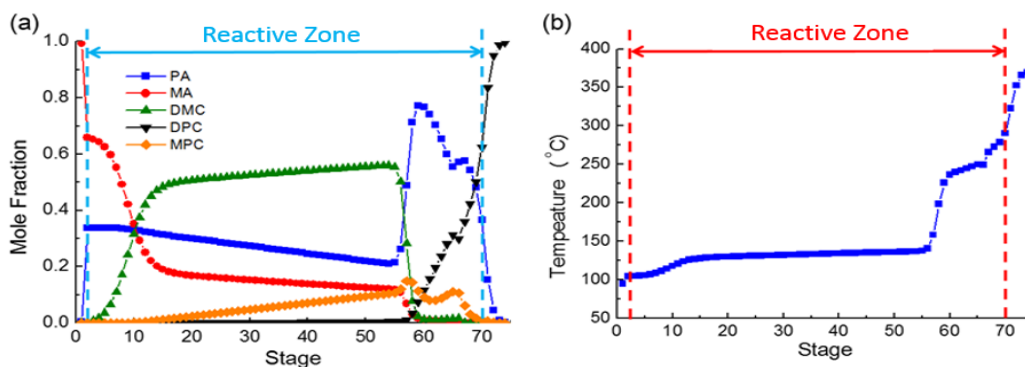 (a)
Reactive Zone
1.0
0.8
0.6
0.4
0.2
0.0
Mole Fraction
PA
MA
DMC
DPC
MPC
0 10 20 30 40 50 60 70
Stage
(b)
Reactive Zone
400
350
300
250
200
150
100
50
Tempeature (°C)
0 10 20 30 40 50 60 70
Stage